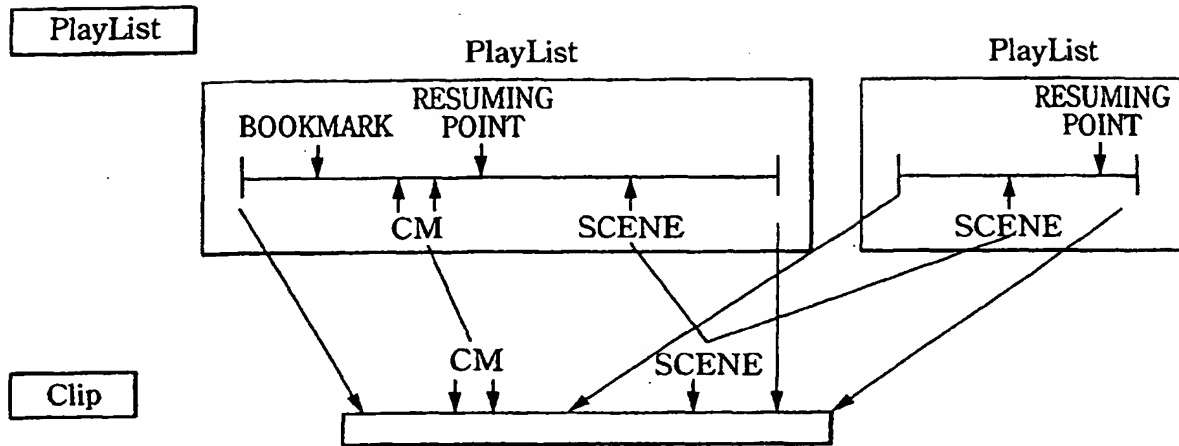 PlayList
PlayList
PlayList
BOOKMARK
RESUMING
POINT
CM
SCENE
RESUMING
POINT
SCENE
CM
SCENE
Clip